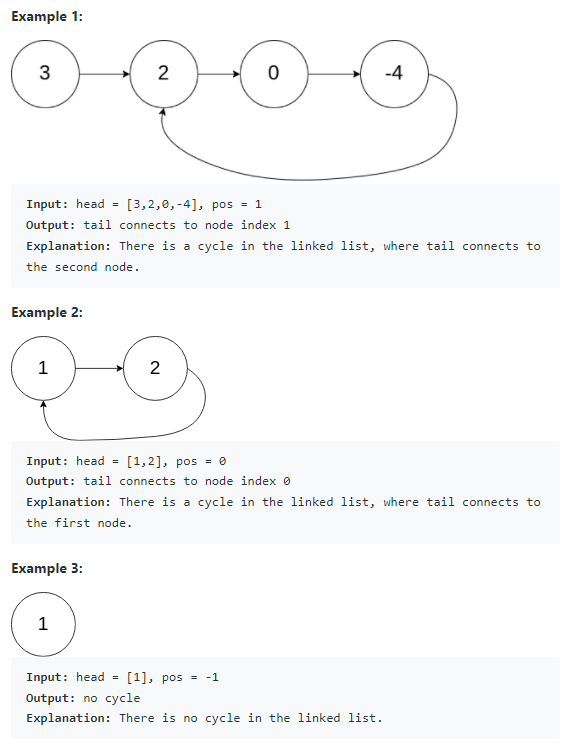 Example 1:
3 2 0 -4
Input: head = [3,2,0,-4], pos = 1
Output: tail connects to node index 1
Explanation: There is a cycle in the linked list, where tail connects to
the second node.
Example 2:
1 2
Input: head = [1,2], pos = 0
Output: tail connects to node index 0
Explanation: There is a cycle in the linked list, where tail connects to
the first node.
Example 3:
1
Input: head = [1], pos = -1
Output: no cycle
Explanation: There is no cycle in the linked list.